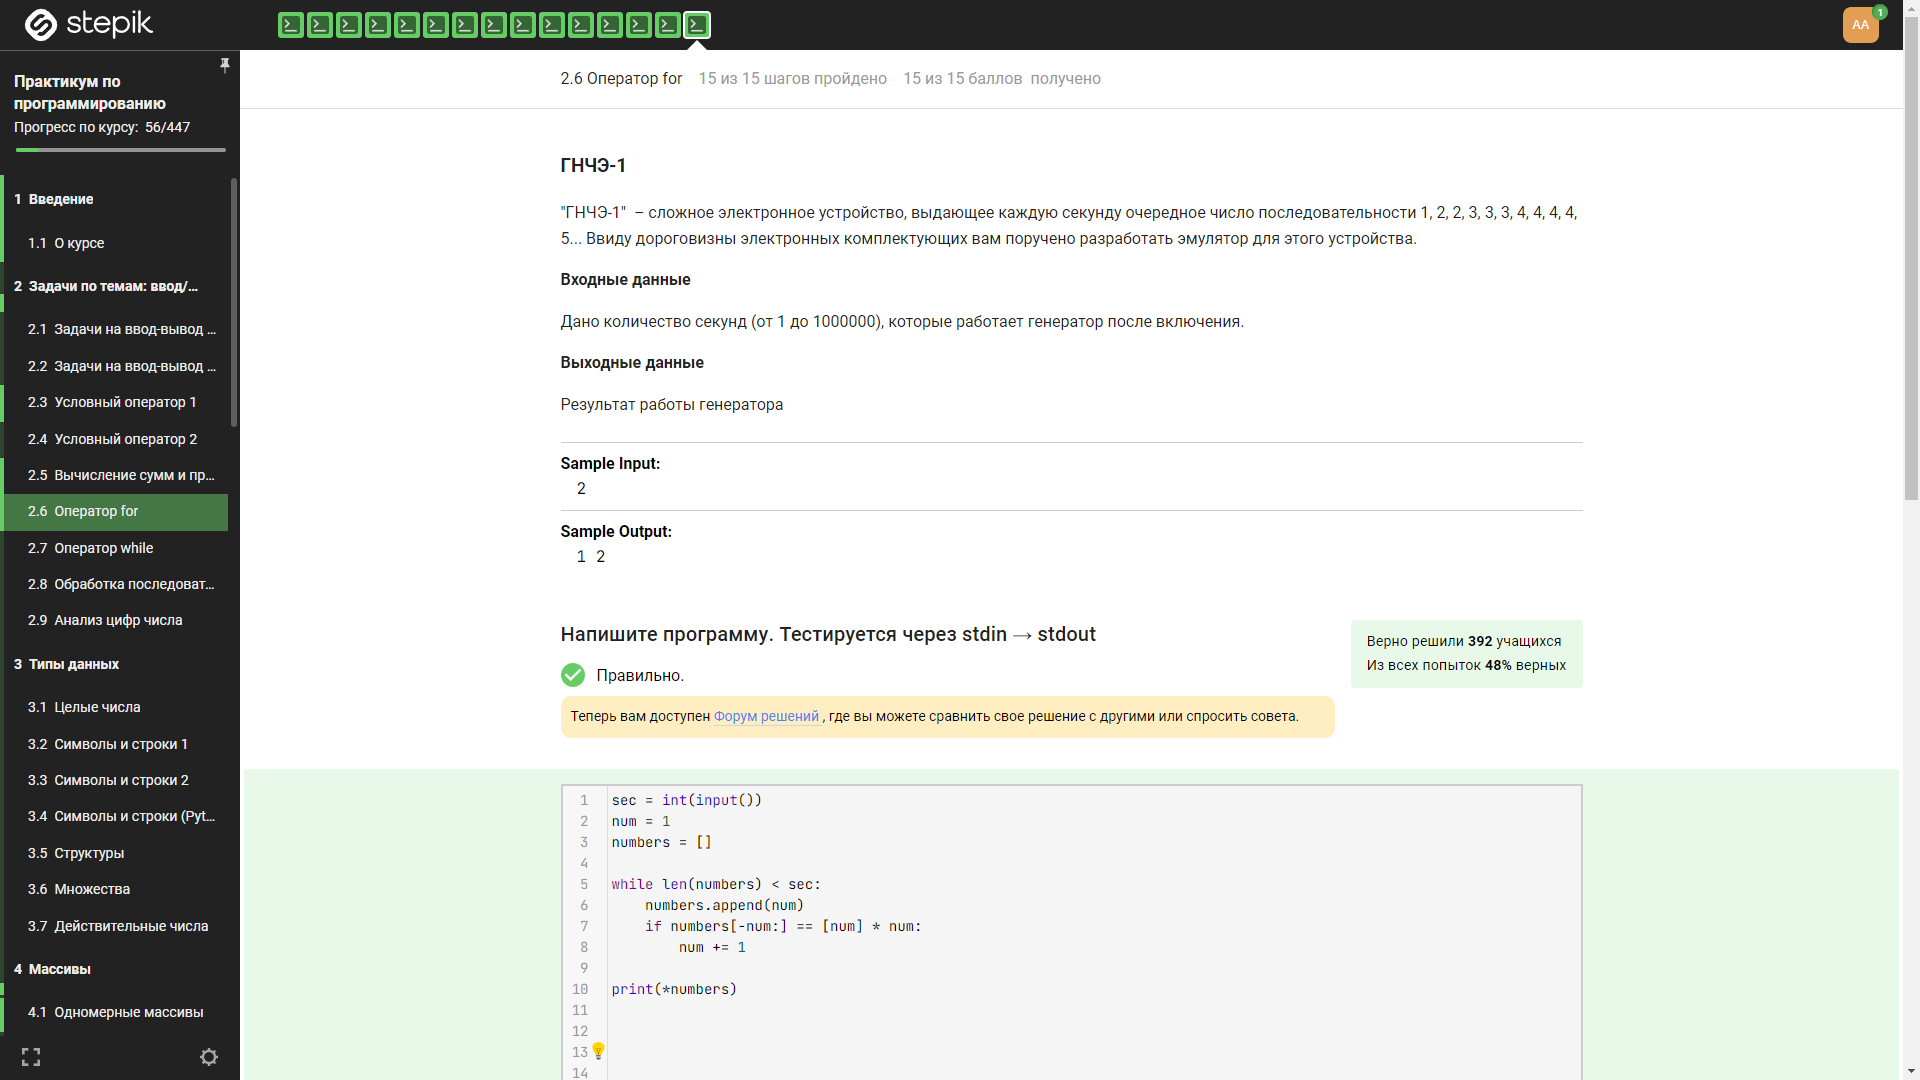 stepik
AA
1
Практикум по
программированию
Прогресс по курсу: 56/447
1 Введение
1.1 О курсе
2 Задачи по темам: ввод/...
2.1 Задачи на ввод-вывод ...
2.2 Задачи на ввод-вывод ...
2.3 Условный оператор 1
2.4 Условный оператор 2
2.5 Вычисление сумм и пр...
2.6 Оператор for
2.7 Оператор while
2.8 Обработка последоват...
2.9 Анализ цифр числа
3 Типы данных
3.1 Целые числа
3.2 Символы и строки 1
3.3 Символы и строки 2
3.4 Символы и строки (Pyt...
3.5 Структуры
3.6 Множества
3.7 Действительные числа
4 Массивы
4.1 Одномерные массивы
2.6 Оператор for 15 из 15 шагов пройдено 15 из 15 баллов получено
ГНЧЭ-1
"ГНЧЭ-1" – сложное электронное устройство, выдающее каждую секунду очередное число последовательности 1, 2, 2, 3, 3, 3, 4, 4, 4, 4,
5... Ввиду дороговизны электронных комплектующих вам поручено разработать эмулятор для этого устройства.
Входные данные
Дано количество секунд (от 1 до 1000000), которые работает генератор после включения.
Выходные данные
Результат работы генератора
Sample Input:
2
Sample Output:
1 2
Напишите программу. Тестируется через stdin → stdout
Верно решили 392 учащихся
Из всех попыток 48% верных
Правильно.
Теперь вам доступен Форум решений , где вы можете сравнить свое решение с другими или спросить совета.
1 sec = int(input())
2 num = 1
3 numbers = []
4
5 while len(numbers) < sec:
6     numbers.append(num)
7     if numbers[-num:] == [num] * num:
8         num += 1
9
10 print(*numbers)
11
12
13
14